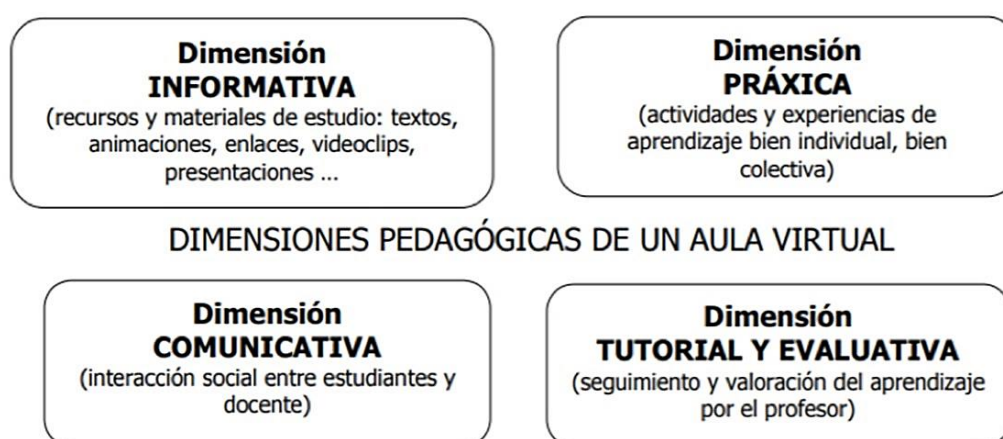 Dimensión
INFORMATIVA
(recursos y materiales de estudio: textos,
animaciones, enlaces, videoclips,
presentaciones ...
Dimensión
PRÁXICA
(actividades y experiencias de
aprendizaje bien individual, bien
colectiva)
DIMENSIONES PEDAGÓGICAS DE UN AULA VIRTUAL
Dimensión
COMUNICATIVA
(interacción social entre estudiantes y
docente)
Dimensión
TUTORIAL Y EVALUATIVA
(seguimiento y valoración del aprendizaje
por el profesor)